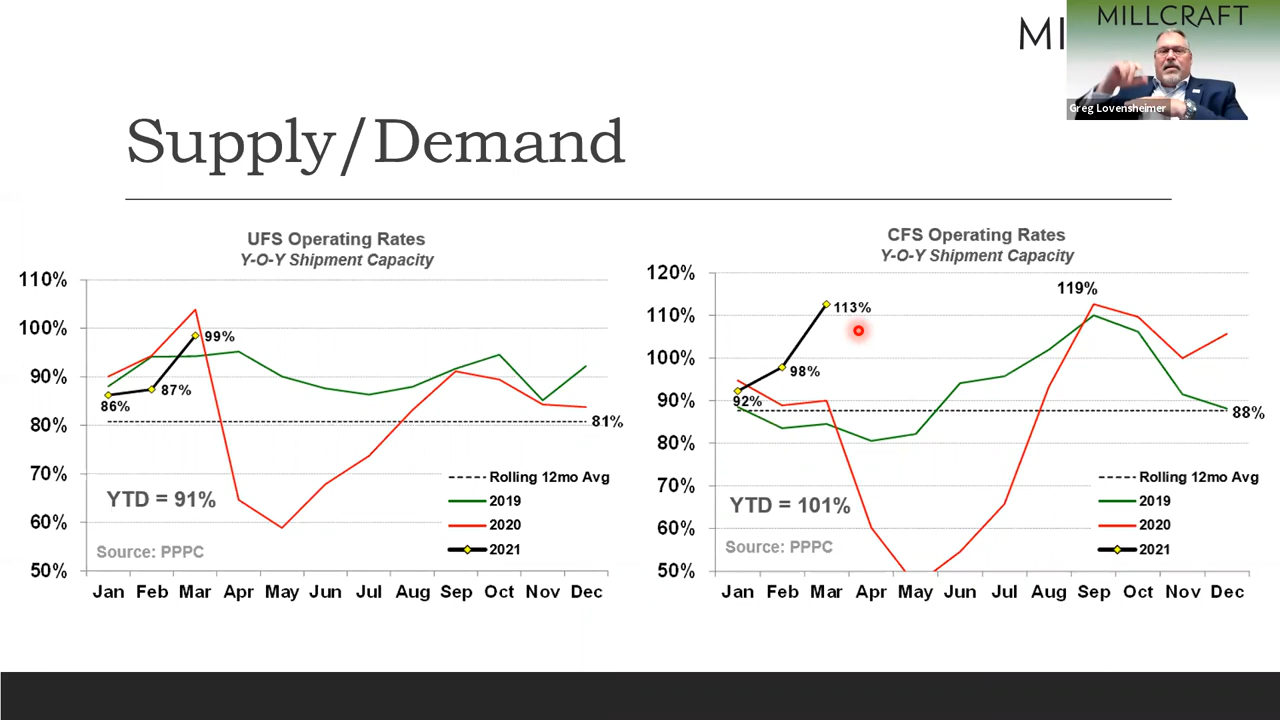 MI
MILLCRAFT
Greg Lovensheimer
Supply/Demand
UFS Operating Rates
Y-O-Y Shipment Capacity
110%
100%
90%
80%
70%
60%
50%
99%
87%
86%
81%
YTD = 91%
Source: PPPC
Rolling 12mo Avg
2019
2020
2021
Jan Feb Mar Apr May Jun Jul Aug Sep Oct Nov Dec
CFS Operating Rates
Y-O-Y Shipment Capacity
120%
110%
100%
90%
80%
70%
60%
50%
119%
113%
98%
92%
88%
YTD = 101%
Source: PPPC
Rolling 12mo Avg
2019
2020
2021
Jan Feb Mar Apr May Jun Jul Aug Sep Oct Nov Dec